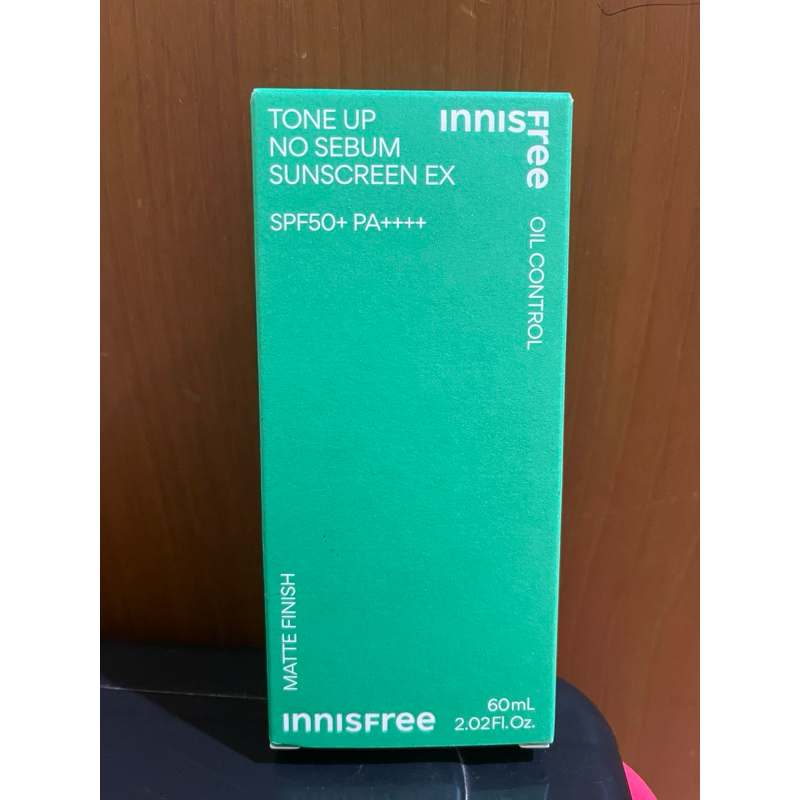 TONE UP
NO SEBUM
SUNSCREEN EX
SPF50+ PA++++
INNISFree
OIL CONTROL
MATTE FINISH
INNISFree
60mL
2.02Fl.Oz.